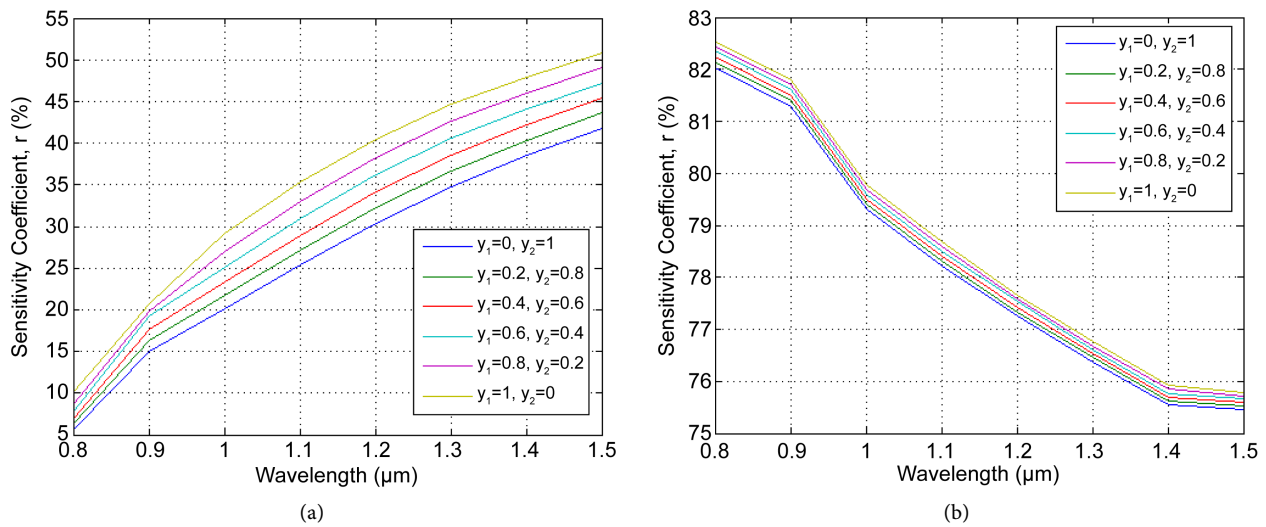 55
50
45
40
35
30
25
20
15
10
5
0.8 0.9 1 1.1 1.2 1.3 1.4 1.5
Sensitivity Coefficient, r (%)
Wavelength (μm)
y₁=0, y₂=1
y₁=0.2, y₂=0.8
y₁=0.4, y₂=0.6
y₁=0.6, y₂=0.4
y₁=0.8, y₂=0.2
y₁=1, y₂=0
(a)
83
82
81
80
79
78
77
76
75
0.8 0.9 1 1.1 1.2 1.3 1.4 1.5
Sensitivity Coefficient, r (%)
Wavelength (μm)
y₁=0, y₂=1
y₁=0.2, y₂=0.8
y₁=0.4, y₂=0.6
y₁=0.6, y₂=0.4
y₁=0.8, y₂=0.2
y₁=1, y₂=0
(b)